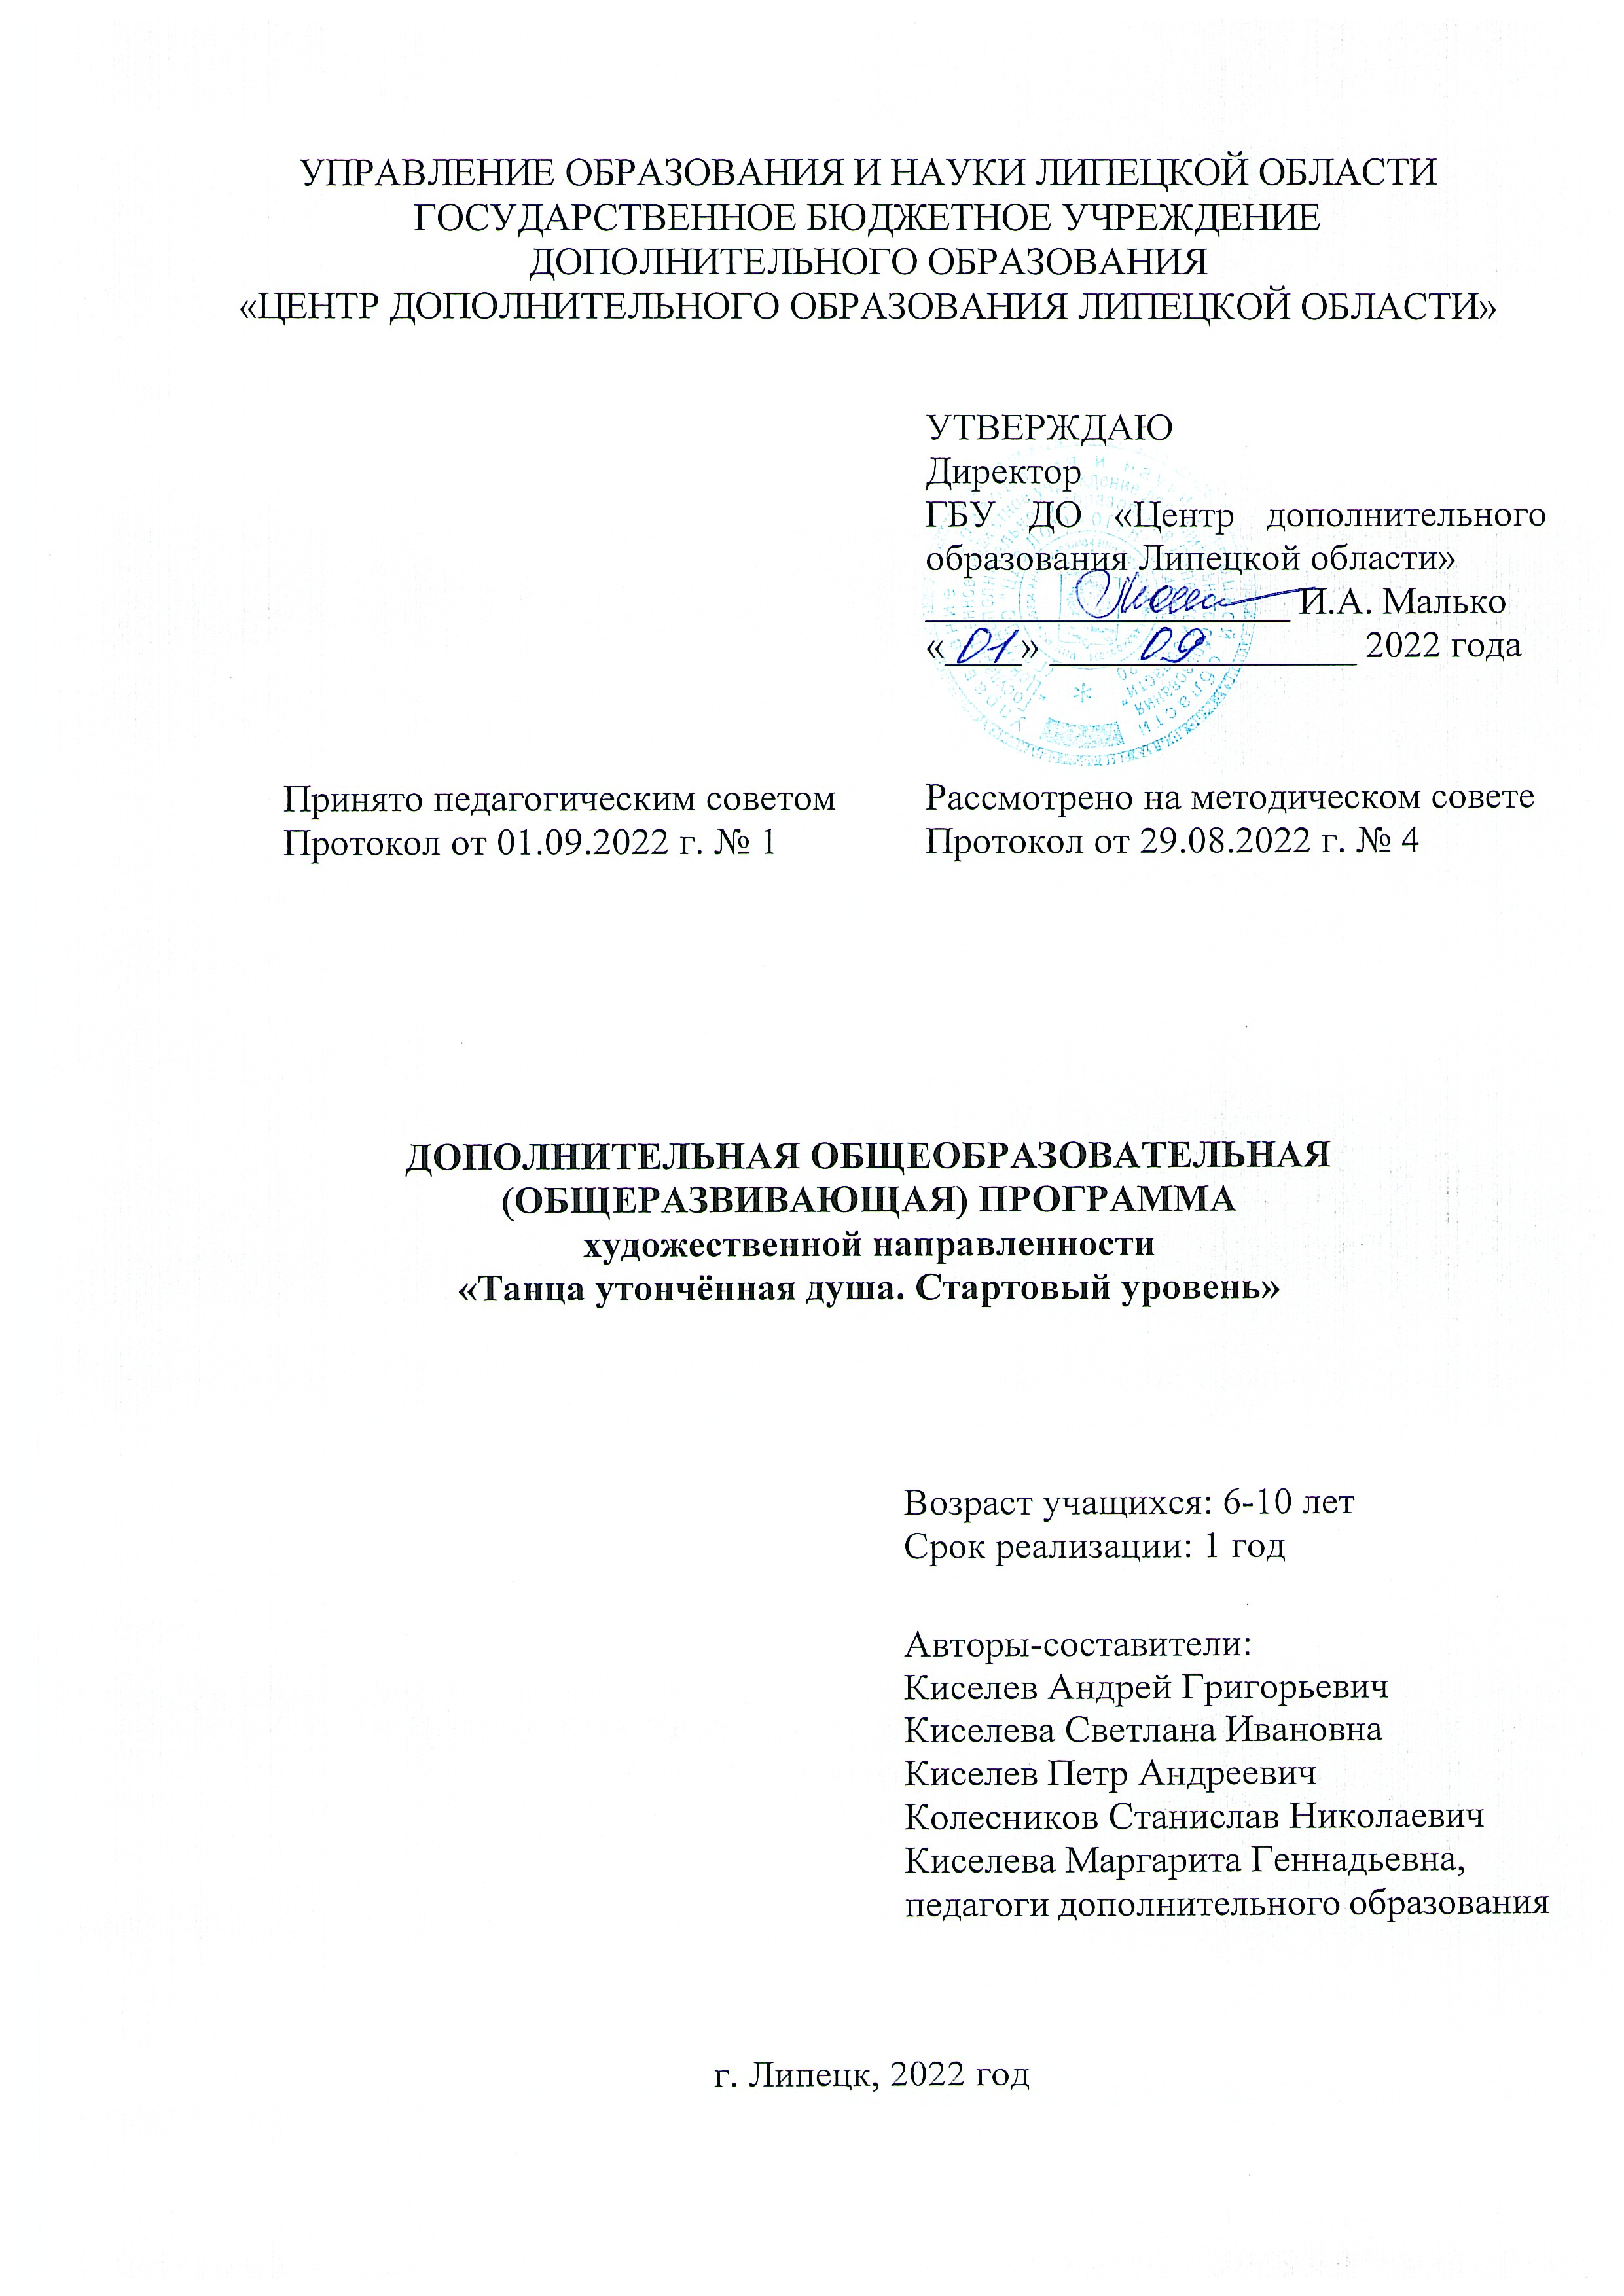 УПРАВЛЕНИЕ ОБРАЗОВАНИЯ И НАУКИ ЛИПЕЦКОЙ ОБЛАСТИ
ГОСУДАРСТВЕННОЕ БЮДЖЕТНОЕ УЧРЕЖДЕНИЕ
ДОПОЛНИТЕЛЬНОГО ОБРАЗОВАНИЯ
«ЦЕНТР ДОПОЛНИТЕЛЬНОГО ОБРАЗОВАНИЯ ЛИПЕЦКОЙ ОБЛАСТИ»
УТВЕРЖДАЮ
Директор
ГБУ ДО «Центр дополнительного
образования Липецкой области»
И.А. Малько
«01» 09 2022 года
Принято педагогическим советом
Протокол от 01.09.2022 г. № 1
Рассмотрено на методическом совете
Протокол от 29.08.2022 г. № 4
ДОПОЛНИТЕЛЬНАЯ ОБЩЕОБРАЗОВАТЕЛЬНАЯ
(ОБЩЕРАЗВИВАЮЩАЯ) ПРОГРАММА
художественной направленности
«Танца утончённая душа. Стартовый уровень»
Возраст учащихся: 6-10 лет
Срок реализации: 1 год
Авторы-составители:
Киселев Андрей Григорьевич
Киселева Светлана Ивановна
Киселев Петр Андреевич
Колесников Станислав Николаевич
Киселева Маргарита Геннадьевна,
педагоги дополнительного образования
г. Липецк, 2022 год